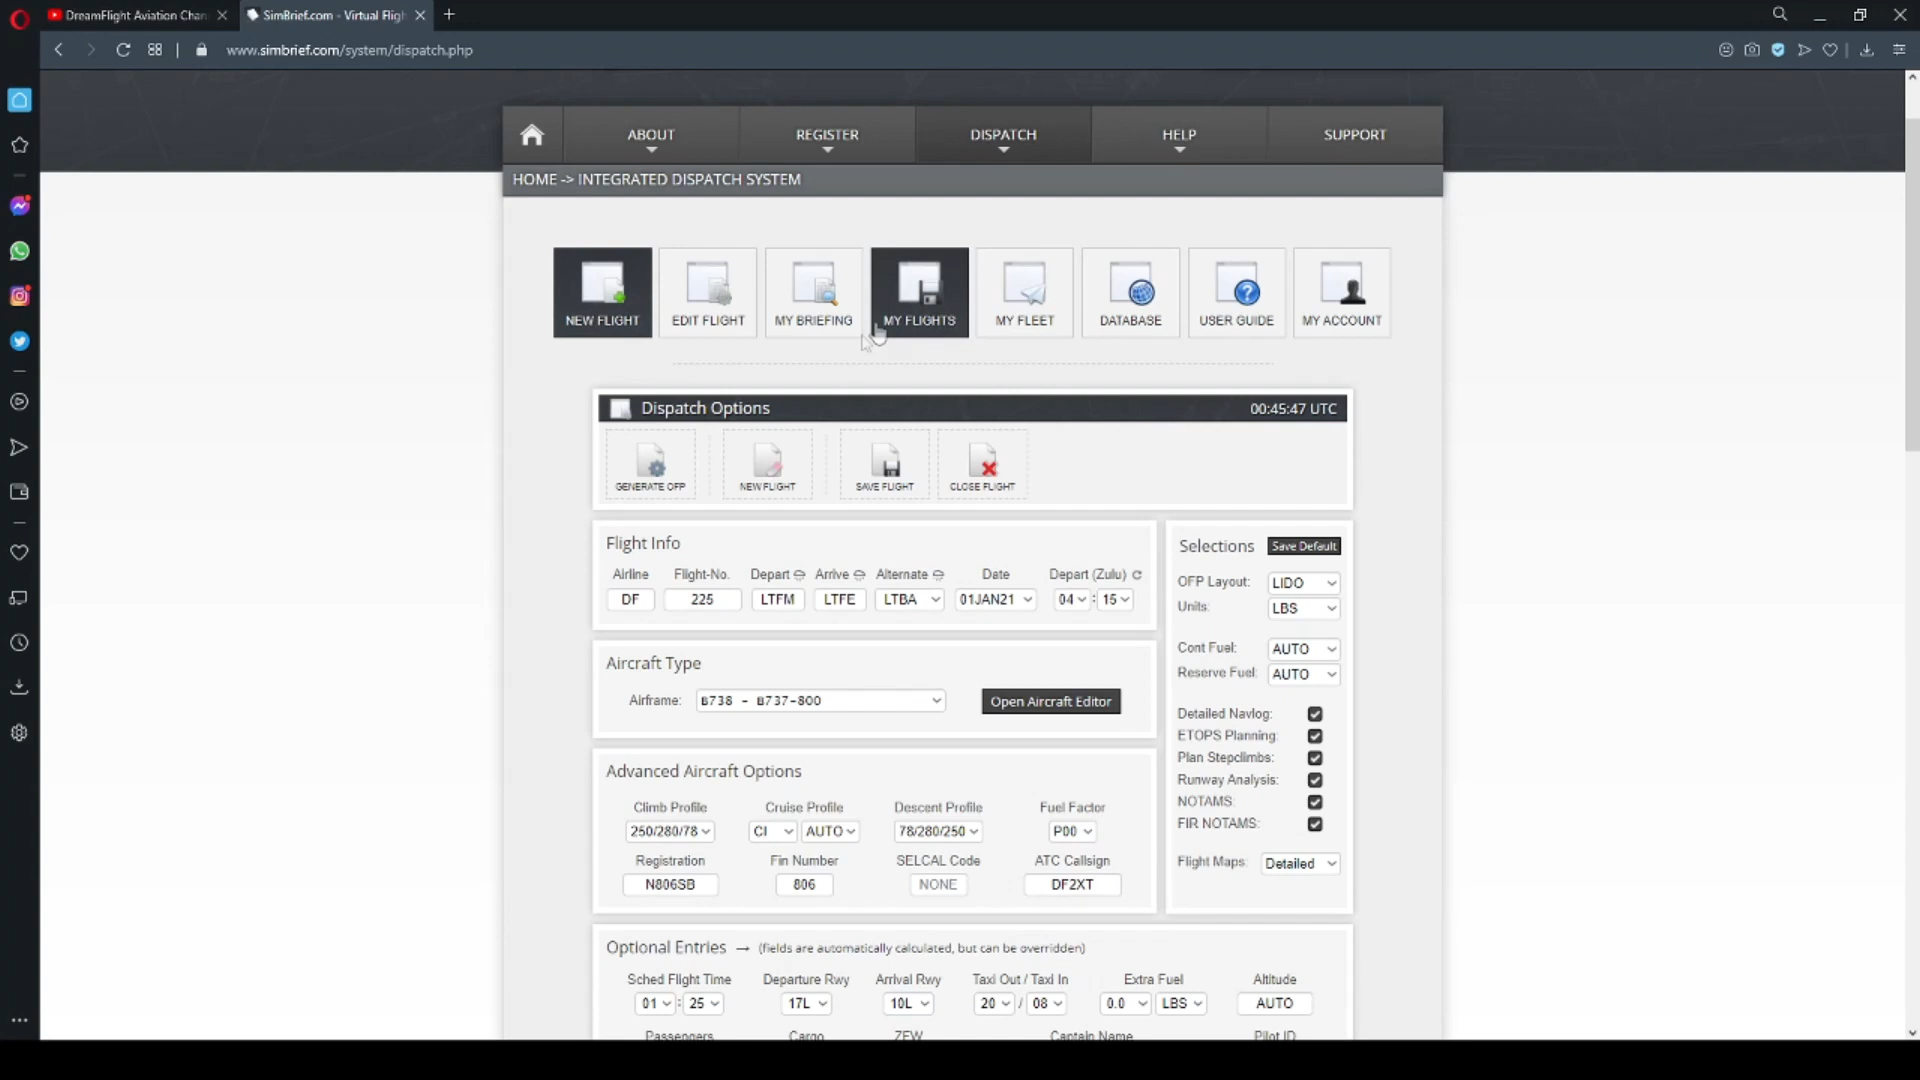 DreamFlight Aviation Chan
SimBrief.com - Virtual Fligh
www.simbrief.com/system/dispatch.php
ABOUT REGISTER DISPATCH HELP SUPPORT
HOME -> INTEGRATED DISPATCH SYSTEM
NEW FLIGHT EDIT FLIGHT MY BRIEFING MY FLIGHTS MY FLEET DATABASE USER GUIDE MY ACCOUNT
Dispatch Options 00:45:47 UTC
GENERATE OFP NEW FLIGHT SAVE FLIGHT CLOSE FLIGHT
Flight Info
Airline Flight-No. Depart Arrive Alternate Date Depart (Zulu)
DF 225 LTFM LTFE LTBA 01JAN21 04 : 15
Aircraft Type
Airframe: B738 - B737-800 Open Aircraft Editor
Advanced Aircraft Options
Climb Profile Cruise Profile Descent Profile Fuel Factor
250/280/78 CI AUTO 78/280/250 P00
Registration Fin Number SELCAL Code ATC Callsign
N806SB 806 NONE DF2XT
Selections Save Default
OFP Layout: LIDO
Units: LBS
Cont Fuel: AUTO
Reserve Fuel: AUTO
Detailed Navlog:
ETOPS Planning:
Plan Stepclimbs:
Runway Analysis:
NOTAMS:
FIR NOTAMS:
Flight Maps: Detailed
Optional Entries → (fields are automatically calculated, but can be overridden)
Sched Flight Time Departure Rwy Arrival Rwy Taxi Out / Taxi In Extra Fuel Altitude
01 : 25 17L 10L 20 / 08 0.0 LBS AUTO
Passengers Cargo ZFW Captain Name Pilot ID